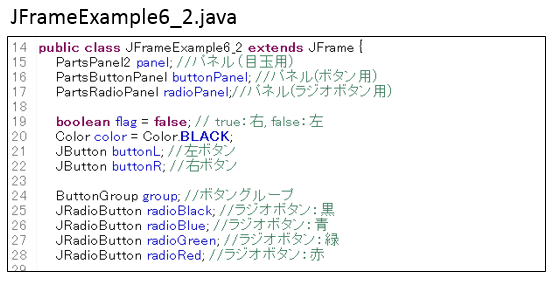 JFrameExample6_2.java
14 public class JFrameExample6_2 extends JFrame {
15 PartsPanel2 panel; //パネル（目玉用）
16 PartsButtonPanel buttonPanel; //パネル(ボタン用)
17 PartsRadioPanel radioPanel;//パネル(ラジオボタン用)
18
19 boolean flag = false; // true：右, false：左
20 Color color = Color.BLACK;
21 JButton buttonL; //左ボタン
22 JButton buttonR; //右ボタン
23
24 ButtonGroup group; //ボタングループ
25 JRadioButton radioBlack; //ラジオボタン：黒
26 JRadioButton radioBlue; //ラジオボタン：青
27 JRadioButton radioGreen; //ラジオボタン：緑
28 JRadioButton radioRed; //ラジオボタン：赤
29